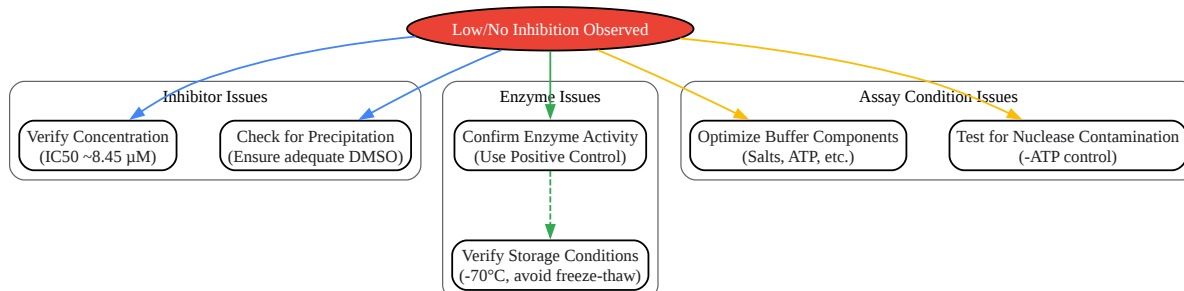 Low/No Inhibition Observed
Inhibitor Issues
Enzyme Issues
Assay Condition Issues
Verify Concentration
(IC50 ~8.45 µM)
Check for Precipitation
(Ensure adequate DMSO)
Confirm Enzyme Activity
(Use Positive Control)
Optimize Buffer Components
(Salts, ATP, etc.)
Test for Nuclease Contamination
(-ATP control)
Verify Storage Conditions
(-70°C, avoid freeze-thaw)